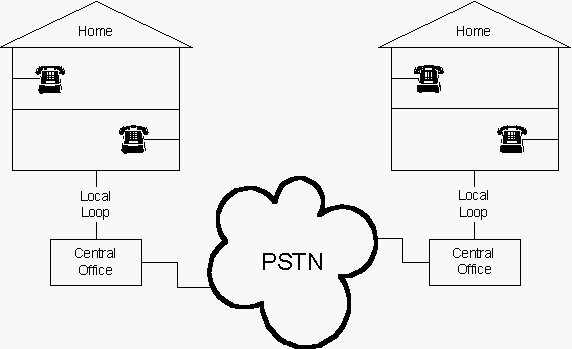 Home
Home
Local
Loop
Local
Loop
Central
Office
PSTN
Central
Office